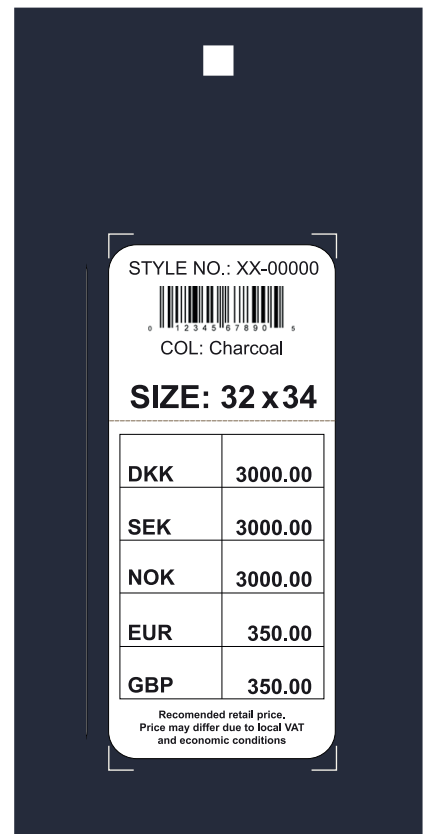 STYLE NO.: XX-00000
0 12345 67890 5
COL: Charcoal
SIZE: 32 x 34
DKK 3000.00
SEK 3000.00
NOK 3000.00
EUR 350.00
GBP 350.00
Recomended retail price.
Price may differ due to local VAT
and economic conditions